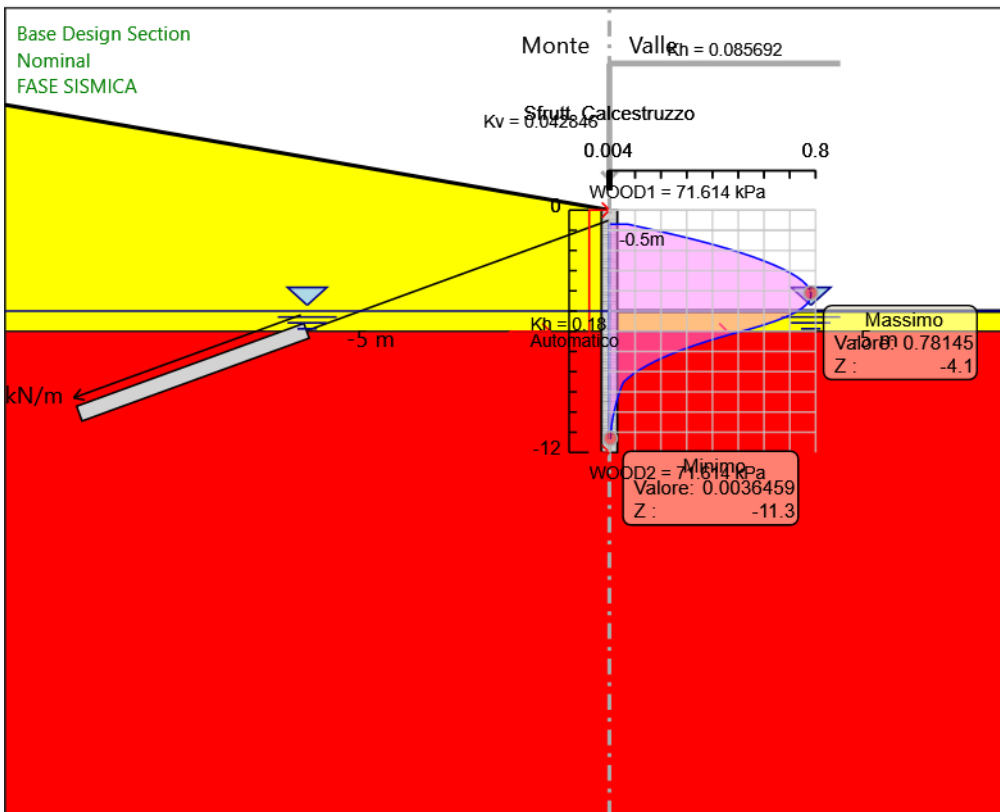 Base Design Section
Nominal
FASE SISMICA
Monte
Valle
Kh = 0.085692
Sfrutt. Calcestruzzo
Kv = 0.042846
0.004
0.8
WOOD1 = 71.614 kPa
0
-0.5m
Kh = 0.18
Automatico
-5 m
-5 m
Massimo
Valore: 0.78145
Z : -4.1
kN/m
-12
WOOD2 = 71.614 kPa
Minimo
Valore: 0.0036459
Z : -11.3